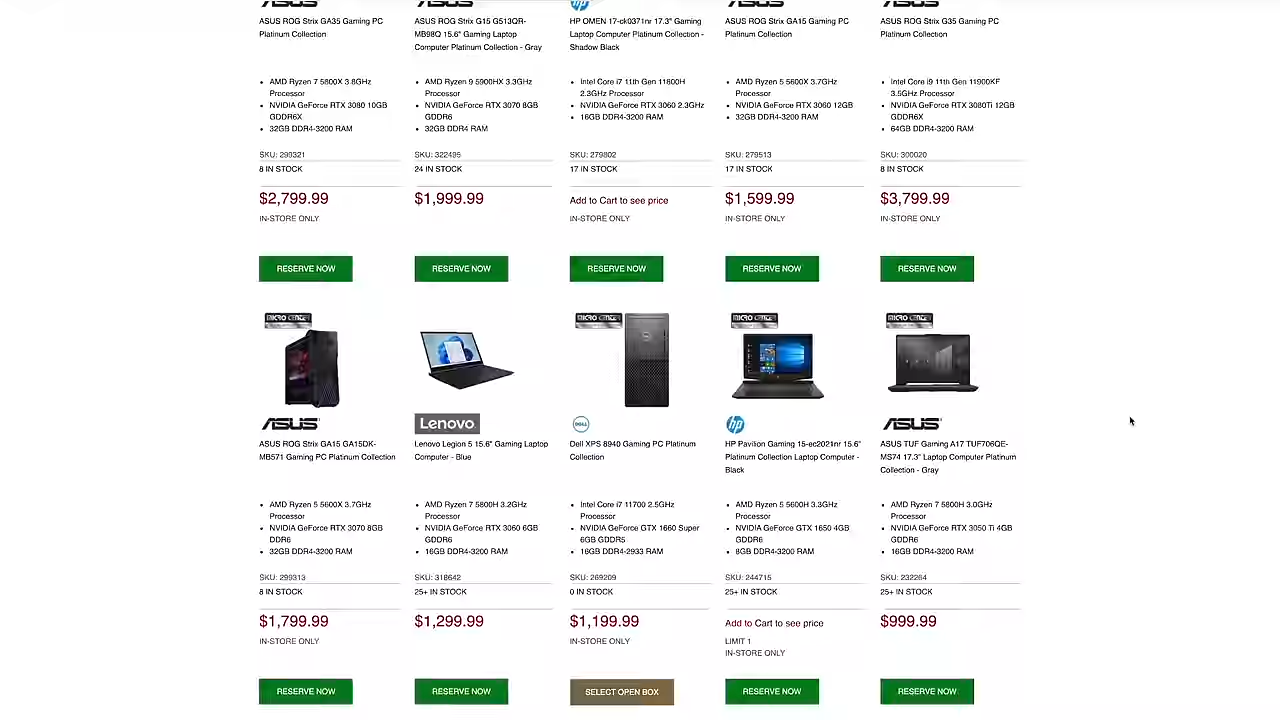 ASUS
ASUS ROG Strix GA35 Gaming PC
Platinum Collection
AMD Ryzen 7 5800X 3.8GHz
Processor
NVIDIA GeForce RTX 3080 10GB
GDDR6X
32GB DDR4-3200 RAM
SKU: 299321
8 IN STOCK
$2,799.99
IN-STORE ONLY
RESERVE NOW
ASUS
ASUS ROG Strix G15 G513QR-
MB98Q 15.6" Gaming Laptop
Computer Platinum Collection - Gray
AMD Ryzen 9 5900HX 3.3GHz
Processor
NVIDIA GeForce RTX 3070 8GB
GDDR6
32GB DDR4 RAM
SKU: 322495
24 IN STOCK
$1,999.99
RESERVE NOW
hp
HP OMEN 17-ck0371nr 17.3" Gaming
Laptop Computer Platinum Collection -
Shadow Black
Intel Core i7 11th Gen 11800H
2.3GHz Processor
NVIDIA GeForce RTX 3060 2.3GHz
16GB DDR4-3200 RAM
SKU: 279802
17 IN STOCK
Add to Cart to see price
IN-STORE ONLY
RESERVE NOW
ASUS
ASUS ROG Strix GA15 Gaming PC
Platinum Collection
AMD Ryzen 5 5600X 3.7GHz
Processor
NVIDIA GeForce RTX 3060 12GB
32GB DDR4-3200 RAM
SKU: 279513
17 IN STOCK
$1,599.99
IN-STORE ONLY
RESERVE NOW
ASUS
ASUS ROG Strix G35 Gaming PC
Platinum Collection
Intel Core i9 11th Gen 11900KF
3.5GHz Processor
NVIDIA GeForce RTX 3080Ti 12GB
GDDR6X
64GB DDR4-3200 RAM
SKU: 300020
8 IN STOCK
$3,799.99
IN-STORE ONLY
RESERVE NOW
MICRO CENTER
ASUS
ASUS ROG Strix GA15 GA15DK-
MB571 Gaming PC Platinum Collection
AMD Ryzen 5 5600X 3.7GHz
Processor
NVIDIA GeForce RTX 3070 8GB
DDR6
32GB DDR4-3200 RAM
SKU: 299313
8 IN STOCK
$1,799.99
IN-STORE ONLY
RESERVE NOW
Lenovo
Lenovo Legion 5 15.6" Gaming Laptop
Computer - Blue
AMD Ryzen 7 5800H 3.2GHz
Processor
NVIDIA GeForce RTX 3060 6GB
GDDR6
16GB DDR4-3200 RAM
SKU: 318642
25+ IN STOCK
$1,299.99
RESERVE NOW
MICRO CENTER
DELL
Dell XPS 8940 Gaming PC Platinum
Collection
Intel Core i7 11700 2.5GHz
Processor
NVIDIA GeForce GTX 1660 Super
6GB GDDR5
16GB DDR4-2933 RAM
SKU: 269209
0 IN STOCK
$1,199.99
IN-STORE ONLY
SELECT OPEN BOX
MICRO CENTER
hp
HP Pavilion Gaming 15-ec2021nr 15.6"
Platinum Collection Laptop Computer -
Black
AMD Ryzen 5 5600H 3.3GHz
Processor
NVIDIA GeForce GTX 1650 4GB
GDDR6
8GB DDR4-3200 RAM
SKU: 244715
25+ IN STOCK
Add to Cart to see price
LIMIT 1
IN-STORE ONLY
RESERVE NOW
MICRO CENTER
ASUS
ASUS TUF Gaming A17 TUF706QE-
MS74 17.3" Laptop Computer Platinum
Collection - Gray
AMD Ryzen 7 5800H 3.0GHz
Processor
NVIDIA GeForce RTX 3050 Ti 4GB
GDDR6
16GB DDR4-3200 RAM
SKU: 232264
25+ IN STOCK
$999.99
RESERVE NOW